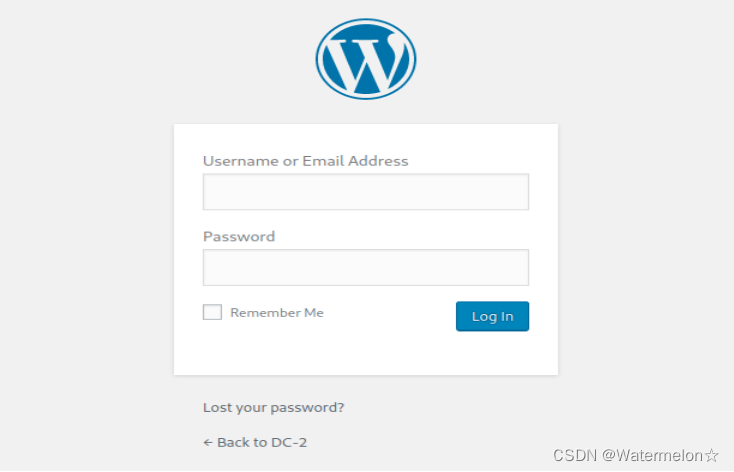 Username or Email Address
Password
Remember Me
Log In
Lost your password?
← Back to DC-2
CSDN @Watermelon☆